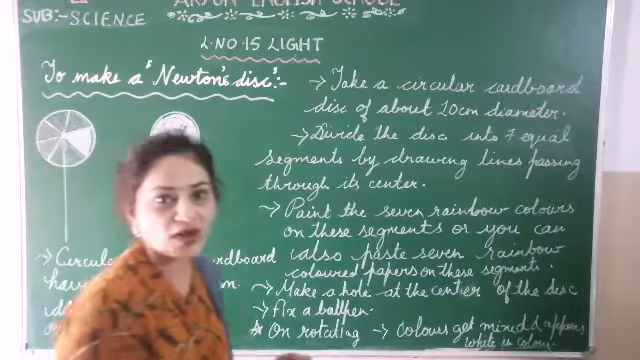 ENGLISH SCHOOL
SUB:- SCIENCE
L.NO.15 LIGHT
To make a "Newton's disc":-
→ Take a circular cardboard
disc of about 10cm diameter.
→ Divide the disc into 7 equal
segments by drawing lines passing
through its center.
→ Paint the seven rainbow colours
on these segments or you can
also paste seven rainbow
coloured papers on these segments.
→ Make a hole at the center of the disc
→ Fix a ballpen.
* On rotating → Colours get mixed & appears
white in colour.
→ Circula rdboard
hav m.